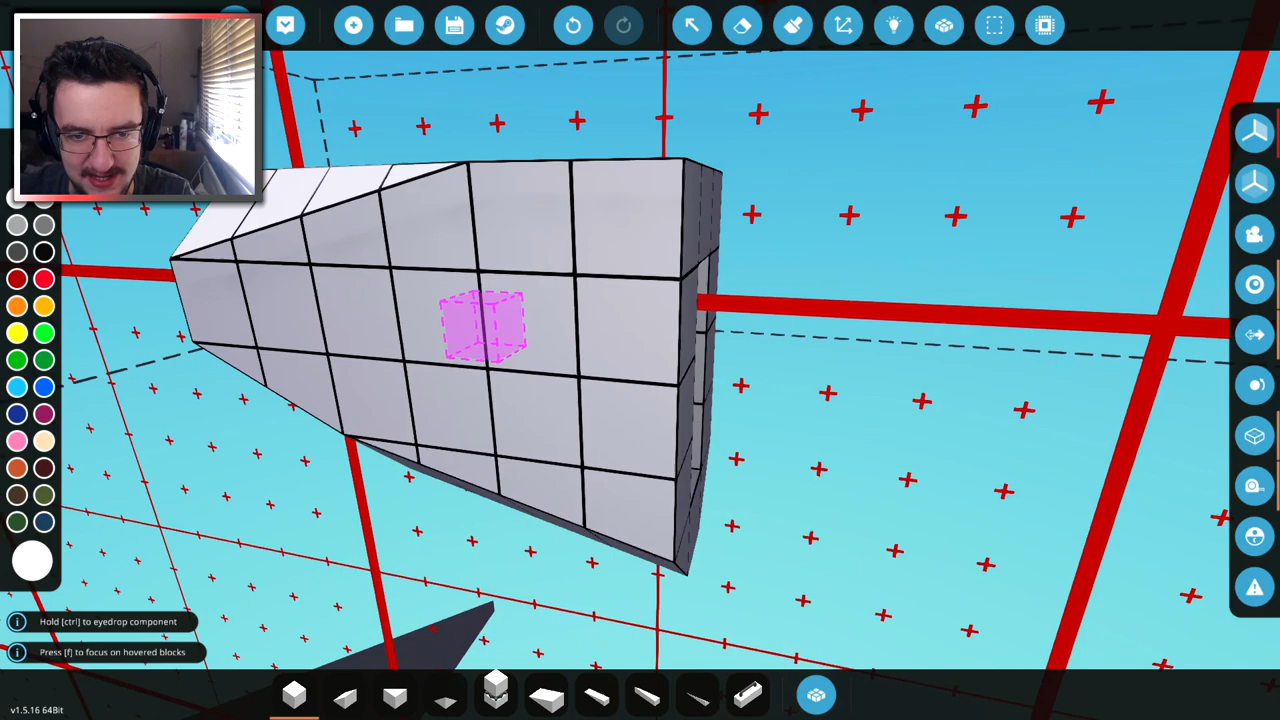 Hold [ctrl] to eyedrop component
Press [f] to focus on hovered blocks
v1.5.16 64Bit